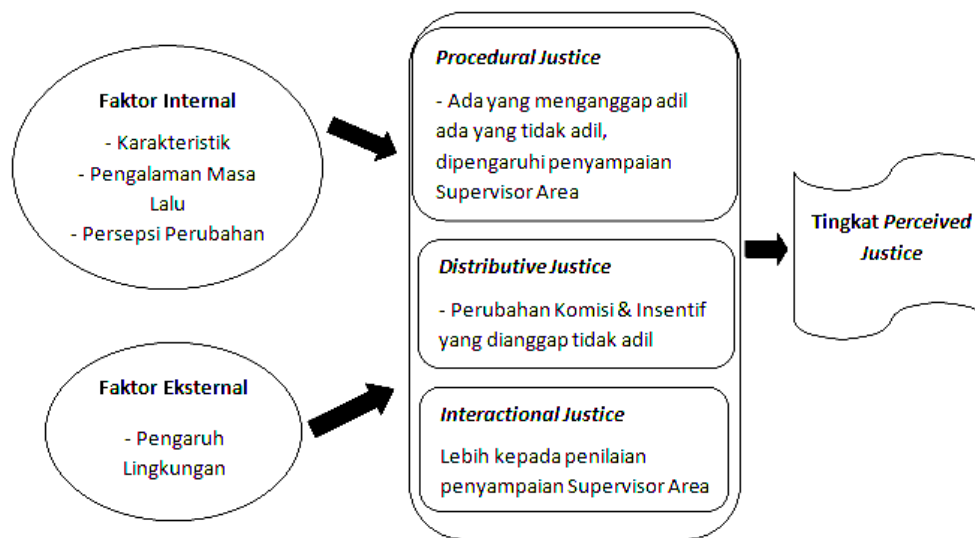 Faktor Internal
- Karakteristik
- Pengalaman Masa
Lalu
- Persepsi Perubahan
Faktor Eksternal
- Pengaruh
Lingkungan
Procedural Justice
- Ada yang menganggap adil
ada yang tidak adil,
dipengaruhi penyampaian
Supervisor Area
Distributive Justice
- Perubahan Komisi & Insentif
yang dianggap tidak adil
Interactional Justice
Lebih kepada penilaian
penyampaian Supervisor Area
Tingkat Perceived
Justice